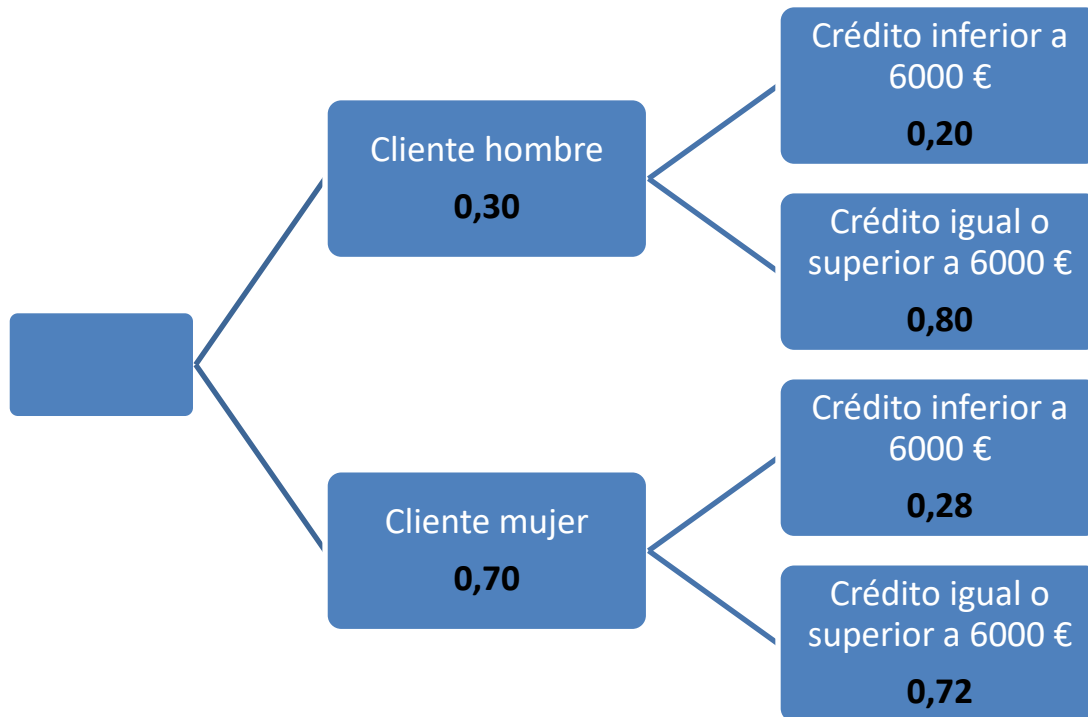 Crédito inferior a
6000 €
0,20
Cliente hombre
0,30
Crédito igual o
superior a 6000 €
0,80
Crédito inferior a
6000 €
0,28
Cliente mujer
0,70
Crédito igual o
superior a 6000 €
0,72